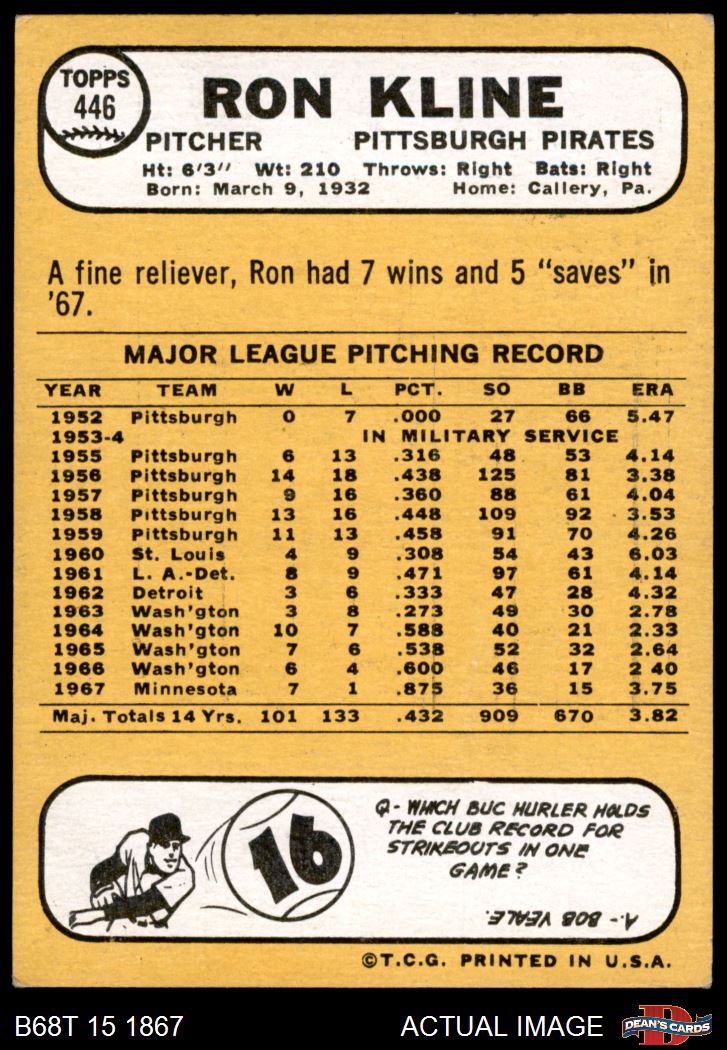 TOPPS
446
RON KLINE
PITCHER PITTSBURGH PIRATES
Ht: 6'3" Wt: 210 Throws: Right Bats: Right
Born: March 9, 1932 Home: Callery, Pa.
A fine reliever, Ron had 7 wins and 5 "saves" in
'67.
MAJOR LEAGUE PITCHING RECORD
YEAR TEAM W L PCT. SO BB ERA
1952 Pittsburgh 0 7 .000 27 66 5.47
1953-4 IN MILITARY SERVICE
1955 Pittsburgh 6 13 .316 48 53 4.14
1956 Pittsburgh 14 18 .438 125 81 3.38
1957 Pittsburgh 9 16 .360 88 61 4.04
1958 Pittsburgh 13 16 .448 109 92 3.53
1959 Pittsburgh 11 13 .458 91 70 4.26
1960 St. Louis 4 9 .308 54 43 6.03
1961 L. A.-Det. 8 9 .471 97 61 4.14
1962 Detroit 3 6 .333 47 28 4.32
1963 Wash'gton 3 8 .273 49 30 2.78
1964 Wash'gton 10 7 .588 40 21 2.33
1965 Wash'gton 7 6 .538 52 32 2.64
1966 Wash'gton 6 4 .600 46 17 2 40
1967 Minnesota 7 1 .875 36 15 3.75
Maj. Totals 14 Yrs. 101 133 .432 909 670 3.82
16
Q- WHICH BUC HURLER HOLDS
THE CLUB RECORD FOR
STRIKEOUTS IN ONE
GAME?
A.- BOB VEALE.
©T.C.G. PRINTED IN U.S.A.
B68T 15 1867 ACTUAL IMAGE
D
DEAN'S CARDS